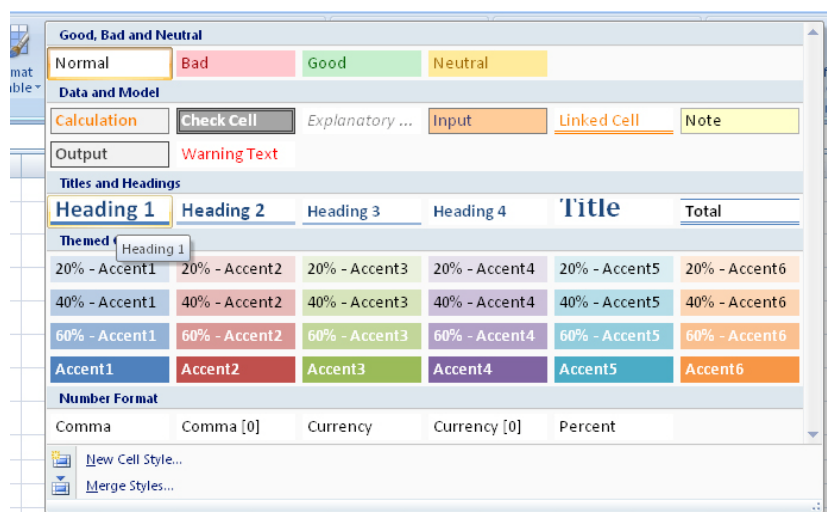 Good, Bad and Neutral
mat
able
Normal Bad Good Neutral
Data and Model
Calculation Check Cell Explanatory ... Input Linked Cell Note
Output Warning Text
Titles and Headings
Heading 1 Heading 2 Heading 3 Heading 4 Title Total
Themed
Heading 1
20% - Accent1 20% - Accent2 20% - Accent3 20% - Accent4 20% - Accent5 20% - Accent6
40% - Accent1 40% - Accent2 40% - Accent3 40% - Accent4 40% - Accent5 40% - Accent6
60% - Accent1 60% - Accent2 60% - Accent3 60% - Accent4 60% - Accent5 60% - Accent6
Accent1 Accent2 Accent3 Accent4 Accent5 Accent6
Number Format
Comma Comma [0] Currency Currency [0] Percent
New Cell Style...
Merge Styles...